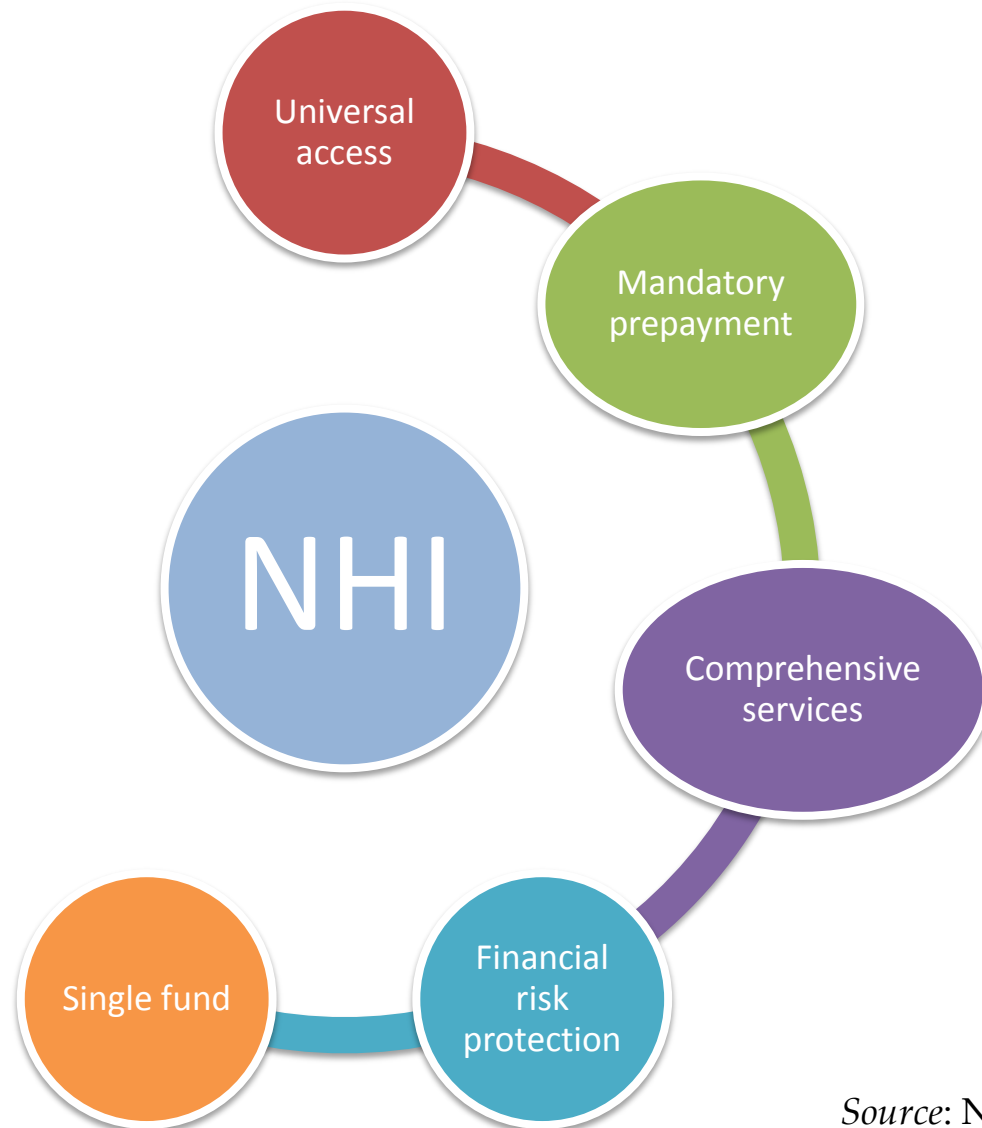 Universal
access
Mandatory
prepayment
NHI
Comprehensive
services
Financial
risk
protection
Single fund
Source: N